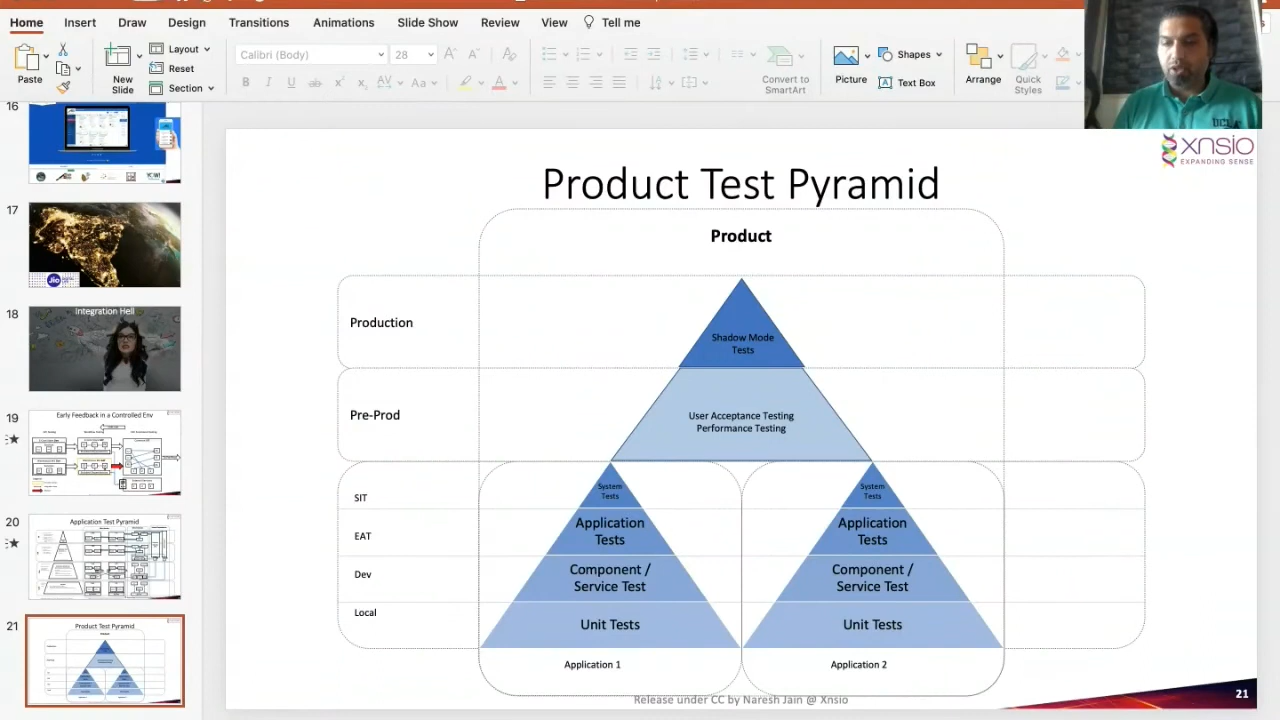 Home Insert Draw Design Transitions Animations Slide Show Review View Tell me
Paste
New
Slide
Layout
Reset
Section
Calibri (Body) 28
Convert to
SmartArt
Picture
Shapes
Text Box
Arrange
Quick
Styles
UCLA
xnsio
EXPANDING SENSE
16
17
Jio
18
Integration Hell
19
Early Feedback in a Controlled Env
20
Application Test Pyramid
21
Product Test Pyramid
Product Test Pyramid
Product
Production
Shadow Mode
Tests
Pre-Prod
User Acceptance Testing
Performance Testing
SIT
System
Tests
System
Tests
EAT
Application
Tests
Application
Tests
Dev
Component /
Service Test
Component /
Service Test
Local
Unit Tests
Unit Tests
Application 1
Application 2
Release under CC by Naresh Jain @ Xnsio
21